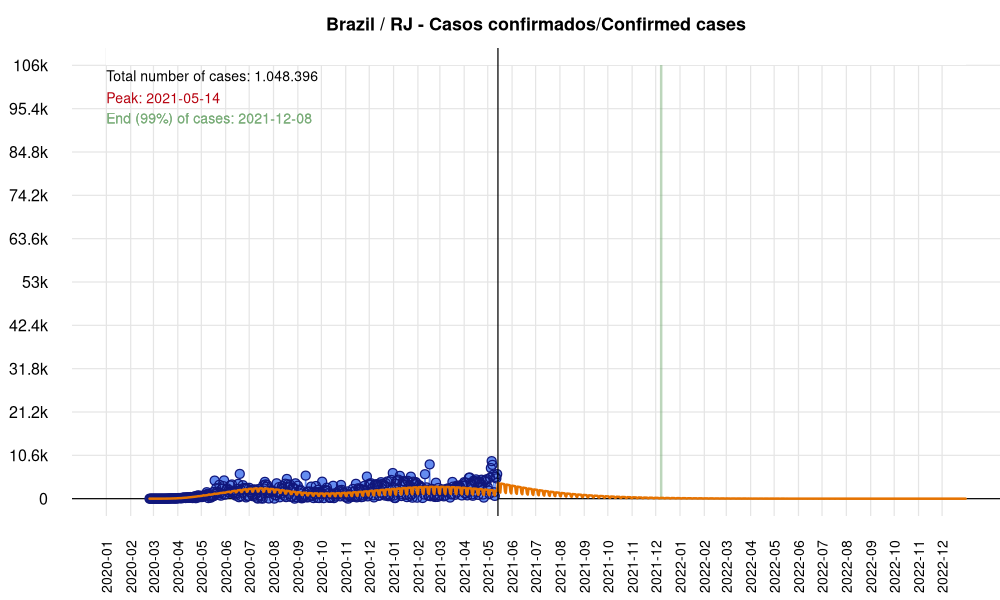 Brazil / RJ - Casos confirmados/Confirmed cases
106k
95.4k
84.8k
74.2k
63.6k
53k
42.4k
31.8k
21.2k
10.6k
0
Total number of cases: 1.048.396
Peak: 2021-05-14
End (99%) of cases: 2021-12-08
2020-01
2020-02
2020-03
2020-04
2020-05
2020-06
2020-07
2020-08
2020-09
2020-10
2020-11
2020-12
2021-01
2021-02
2021-03
2021-04
2021-05
2021-06
2021-07
2021-08
2021-09
2021-10
2021-11
2021-12
2022-01
2022-02
2022-03
2022-04
2022-05
2022-06
2022-07
2022-08
2022-09
2022-10
2022-11
2022-12